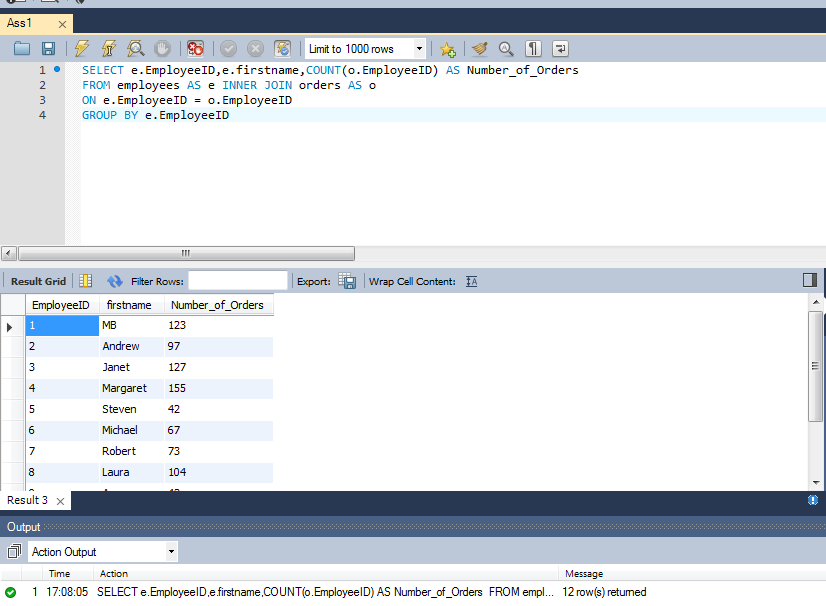 Ass1
Limit to 1000 rows
1 SELECT e.EmployeeID,e.firstname,COUNT(o.EmployeeID) AS Number_of_Orders
2 FROM employees AS e INNER JOIN orders AS o
3 ON e.EmployeeID = o.EmployeeID
4 GROUP BY e.EmployeeID
Result Grid Filter Rows: Export: Wrap Cell Content:
EmployeeID firstname Number_of_Orders
1 MB 123
2 Andrew 97
3 Janet 127
4 Margaret 155
5 Steven 42
6 Michael 67
7 Robert 73
8 Laura 104
Result 3
Output
Action Output
Time Action Message
1 17:08:05 SELECT e.EmployeeID,e.firstname,COUNT(o.EmployeeID) AS Number_of_Orders FROM empl... 12 row(s) returned